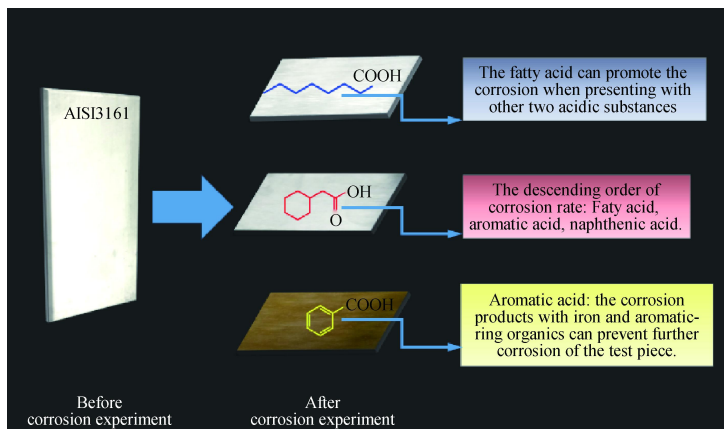 AISI3161
COOH
The fatty acid can promote the
corrosion when presenting with
other two acidic substances
OH
O
The descending order of
corrosion rate: Faty acid,
aromatic acid, naphthenic acid.
COOH
Aromatic acid: the corrosion
products with iron and aromatic-
ring organics can prevent further
corrosion of the test piece.
Before
corrosion experiment
After
corrosion experiment